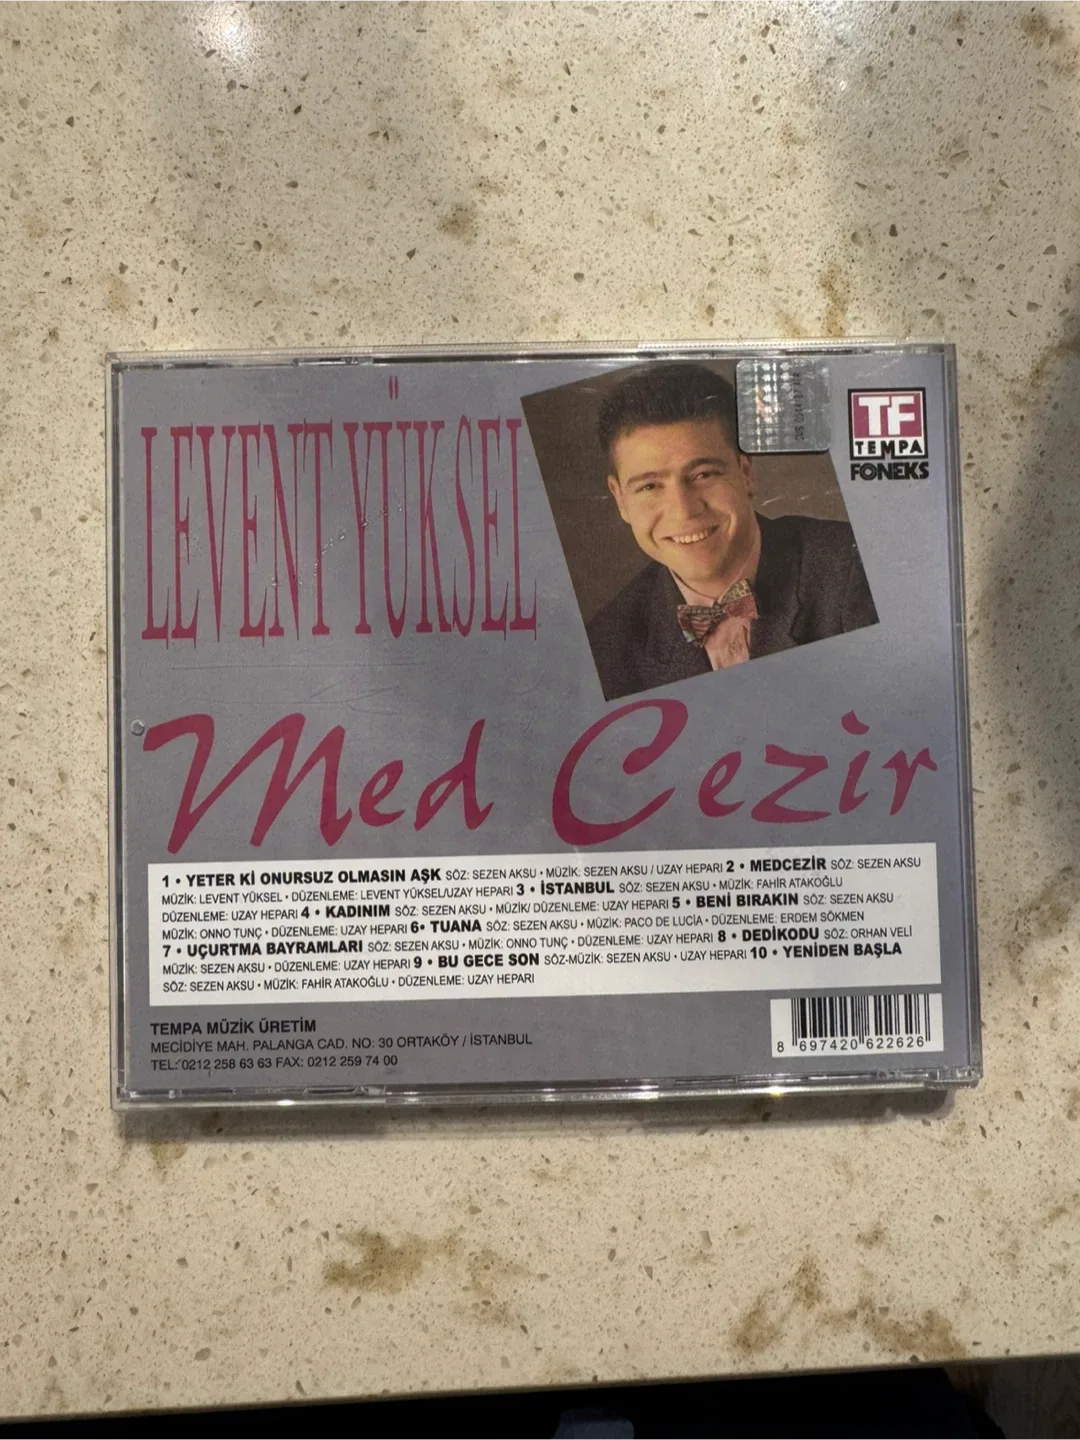 LEVENT YÜKSEL
TF
TEMPA
FONEKS
Med Cezir
1 • YETER Kİ ONURSUZ OLMASIN AŞK SÖZ: SEZEN AKSU • MÜZİK: SEZEN AKSU / UZAY HEPARI 2 • MEDCEZİR SÖZ: SEZEN AKSU
MÜZİK: LEVENT YÜKSEL • DÜZENLEME: LEVENT YÜKSEL/UZAY HEPARI 3 • İSTANBUL SÖZ: SEZEN AKSU • MÜZİK: FAHİR ATAKOĞLU
DÜZENLEME: UZAY HEPARI 4 • KADINIM SÖZ: SEZEN AKSU • MÜZİK/ DÜZENLEME: UZAY HEPARI 5 • BENİ BIRAKIN SÖZ: SEZEN AKSU
MÜZİK: ONNO TUNÇ • DÜZENLEME: UZAY HEPARI 6• TUANA SÖZ: SEZEN AKSU • MÜZİK: PACO DE LUCİA • DÜZENLEME: ERDEM SÖKMEN
7 • UÇURTMA BAYRAMLARI SÖZ: SEZEN AKSU • MÜZİK: ONNO TUNÇ • DÜZENLEME: UZAY HEPARI 8 • DEDİKODU SÖZ: ORHAN VELİ
MÜZİK: SEZEN AKSU • DÜZENLEME: UZAY HEPARI 9 • BU GECE SON SÖZ-MÜZİK: SEZEN AKSU • UZAY HEPARI 10 • YENİDEN BAŞLA
SÖZ: SEZEN AKSU • MÜZİK: FAHİR ATAKOĞLU • DÜZENLEME: UZAY HEPARI
TEMPA MÜZİK ÜRETİM
MECİDİYE MAH. PALANGA CAD. NO: 30 ORTAKÖY / İSTANBUL
TEL: 0212 258 63 63 FAX: 0212 259 74 00
8 697420 622626